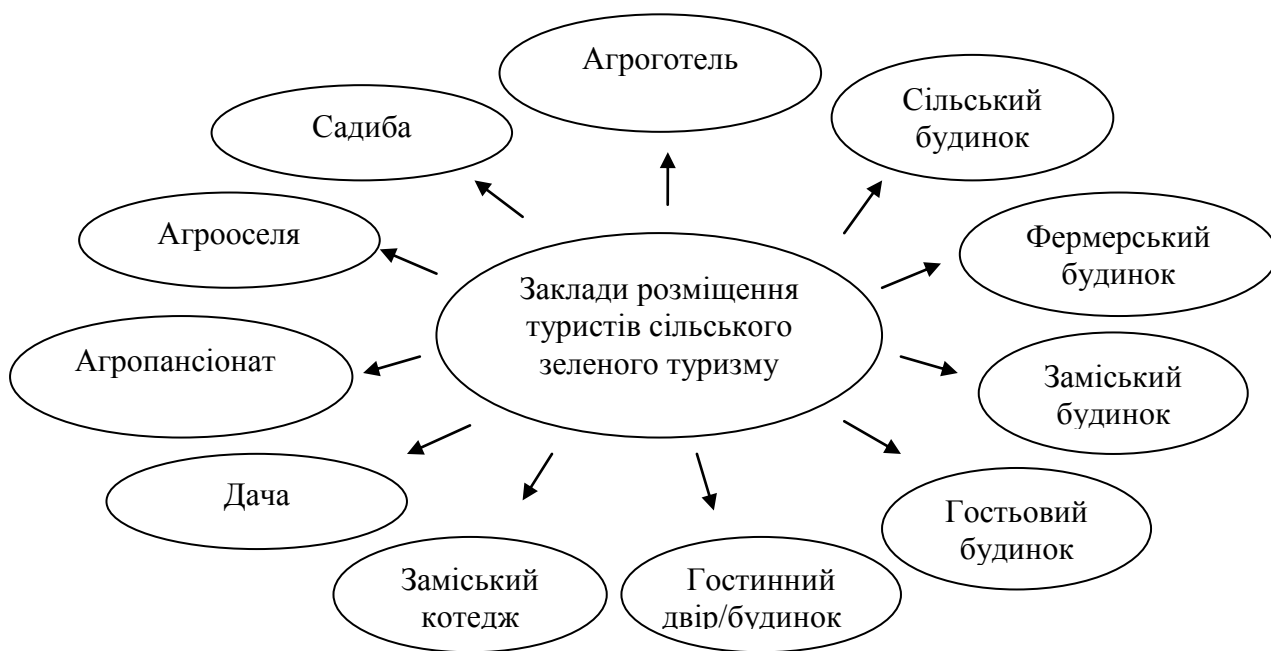 Агроготель
Сільський
будинок
Садиба
Агрооселя
Фермерський
будинок
Заклади розміщення
туристів сільського
зеленого туризму
Агропансіонат
Заміський
будинок
Дача
Гостьовий
будинок
Заміський
котедж
Гостинний
двір/будинок